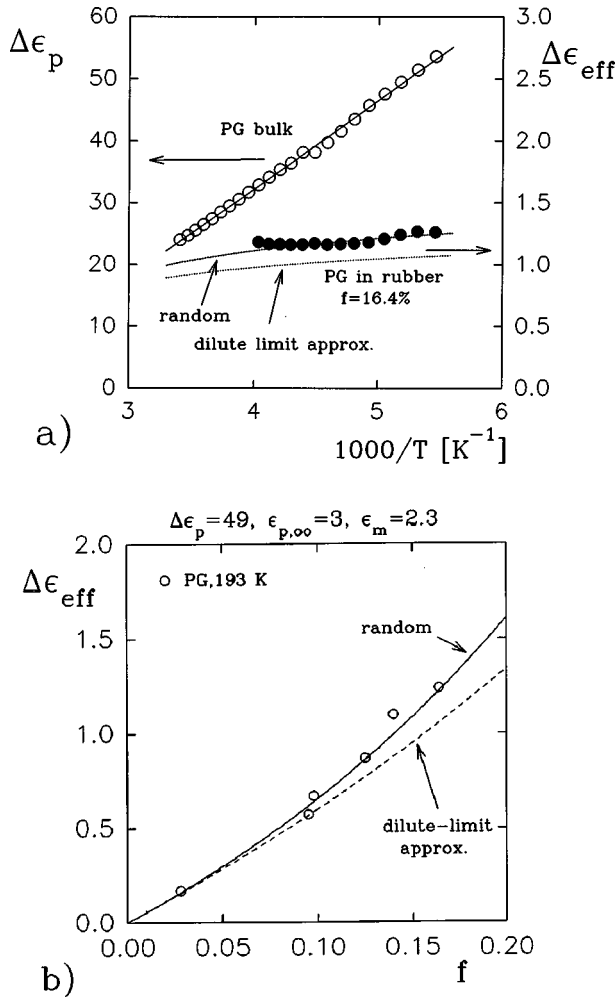 60 3.0
Δϵp Δϵeff
50 2.5
PG bulk
40 2.0
30 1.5
20 1.0
PG in rubber
f=16.4%
random
dilute limit approx.
10 0.5
0 0.0
3 4 5 6
a) 1000/T [K⁻¹]
Δϵp=49, ϵp,∞=3, ϵm=2.3
2.0
Δϵeff
PG,193 K
random
1.5
1.0
dilute-limit
approx.
0.5
0.0
0.00 0.05 0.10 0.15 0.20
b) f